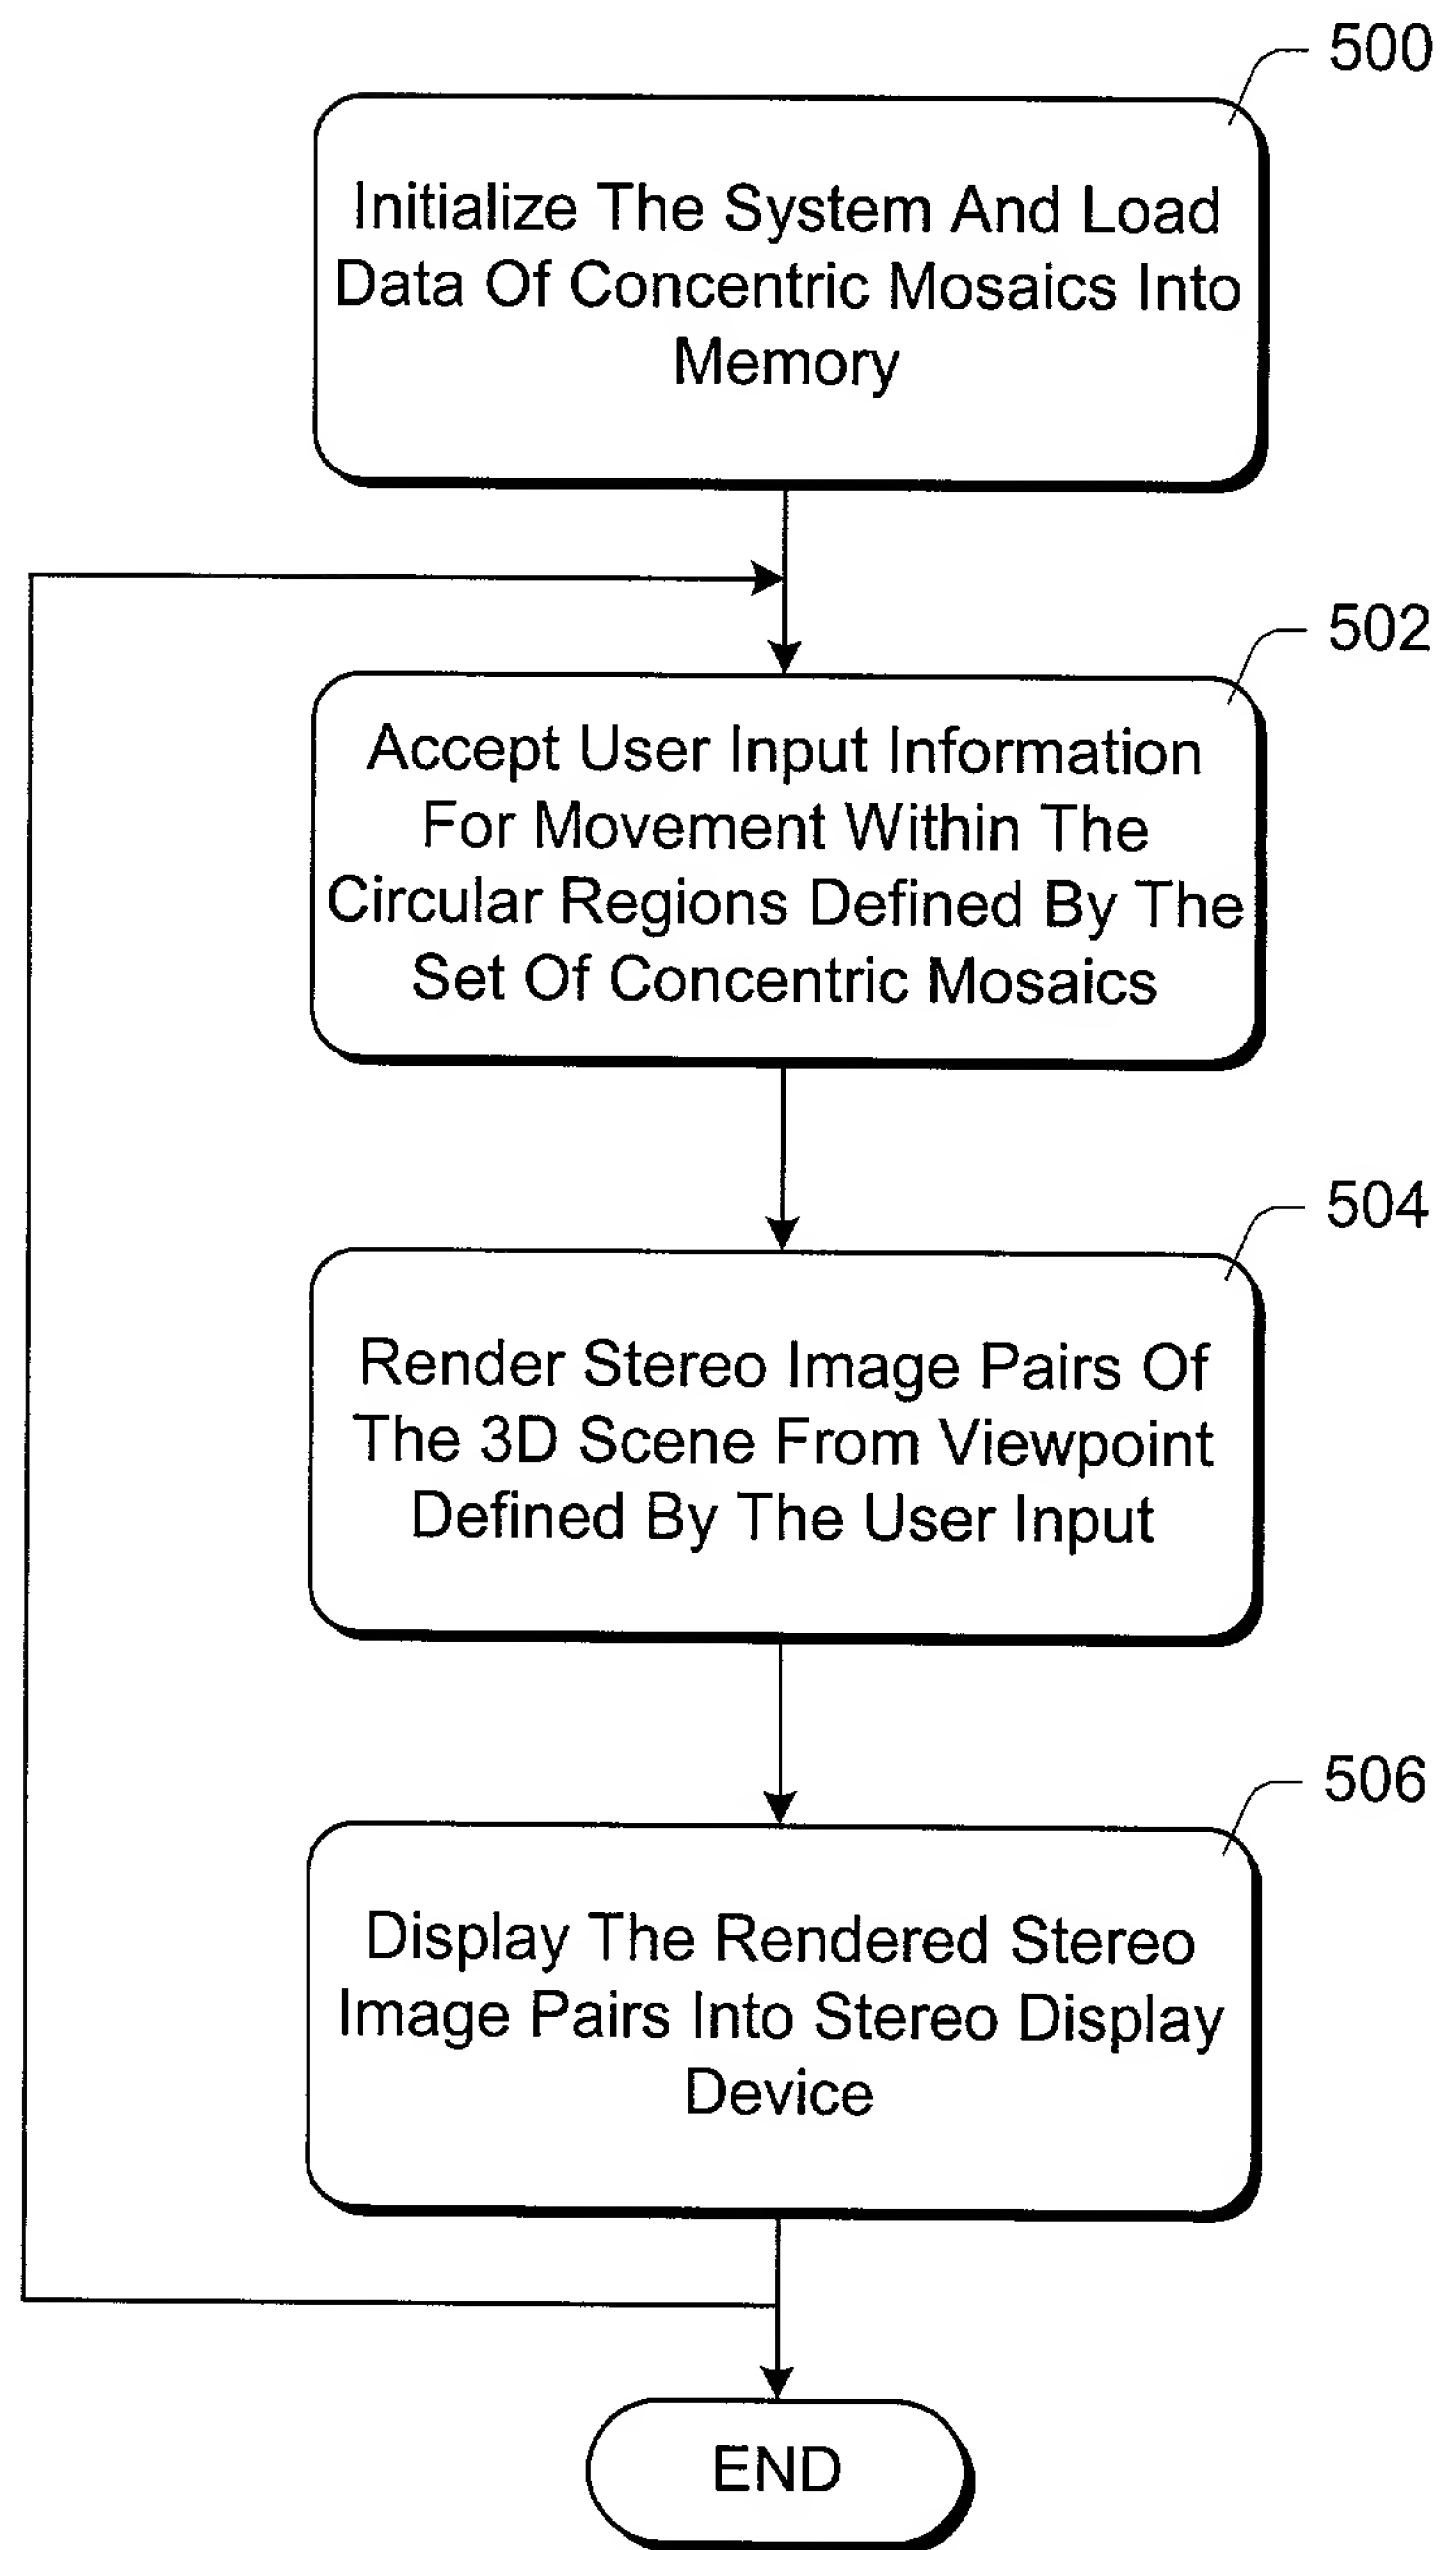 500
Initialize The System And Load
Data Of Concentric Mosaics Into
Memory
502
Accept User Input Information
For Movement Within The
Circular Regions Defined By The
Set Of Concentric Mosaics
504
Render Stereo Image Pairs Of
The 3D Scene From Viewpoint
Defined By The User Input
506
Display The Rendered Stereo
Image Pairs Into Stereo Display
Device
END